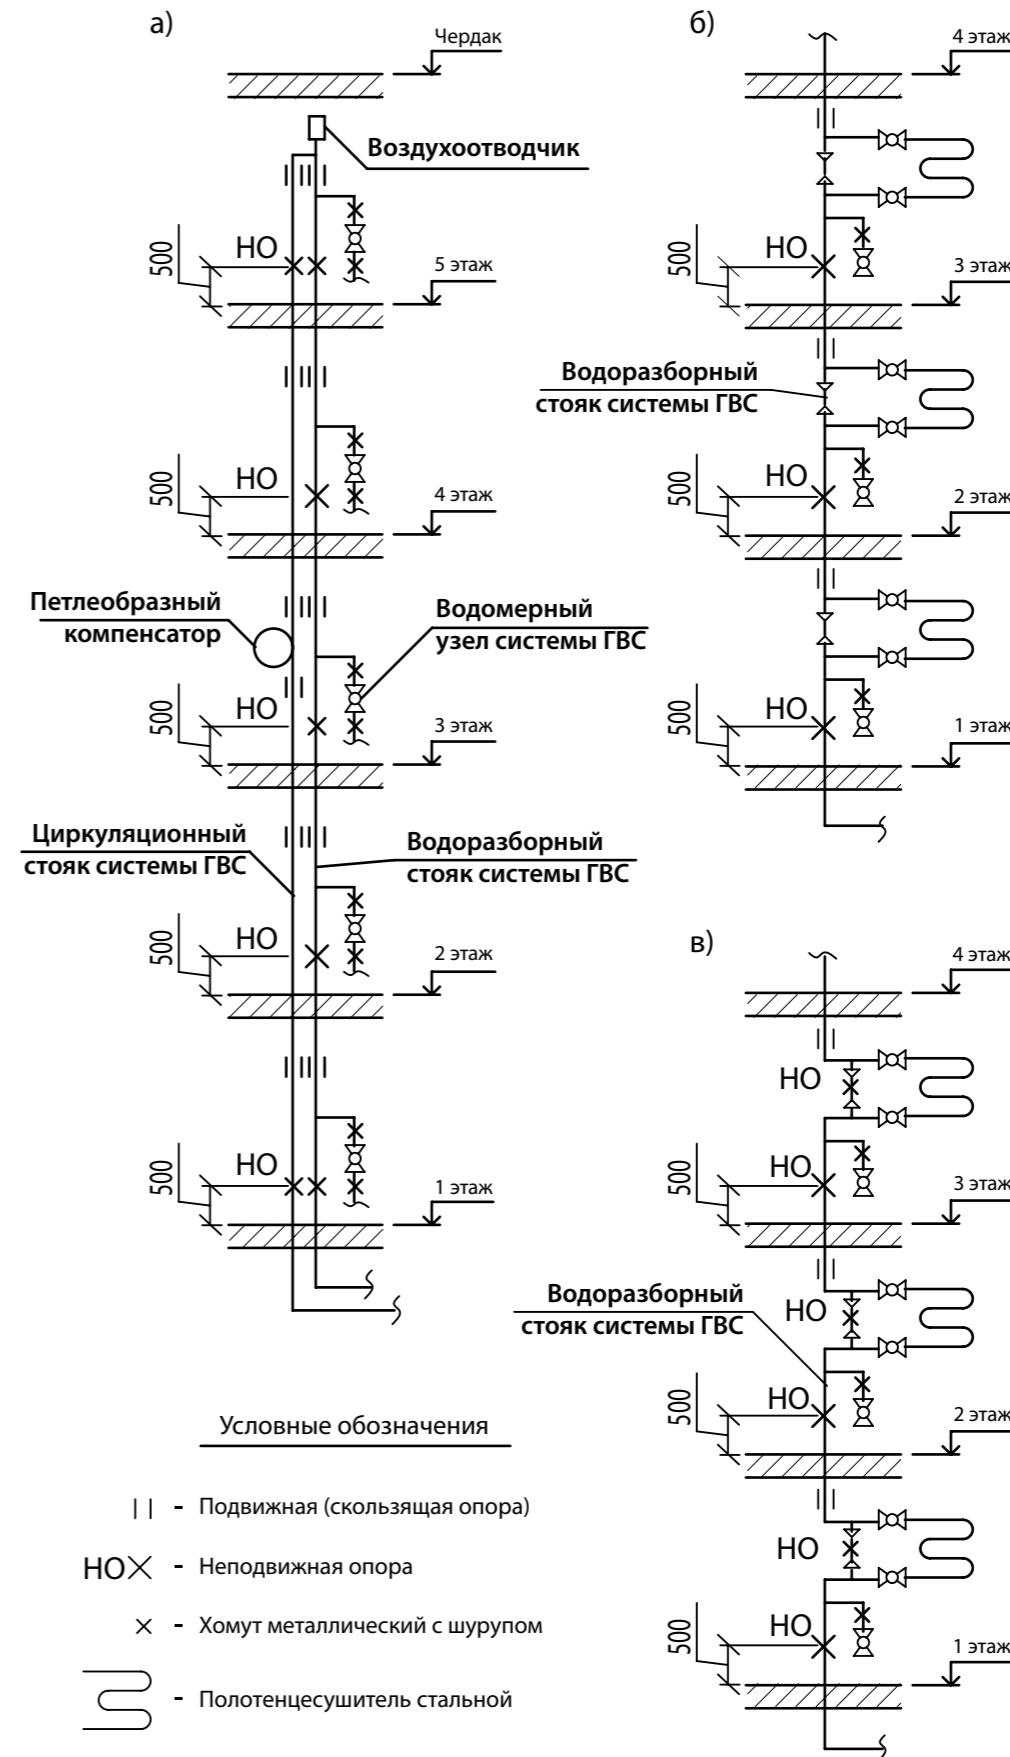 а)
Чердак
Воздухоотводчик
НО
500
5 этаж
НО
500
4 этаж
Петлеобразный
компенсатор
Водомерный
узел системы ГВС
НО
500
3 этаж
Циркуляционный
стояк системы ГВС
Водоразборный
стояк системы ГВС
НО
500
2 этаж
НО
500
1 этаж
Условные обозначения
- Подвижная (скользящая опора)
НО - Неподвижная опора
- Хомут металлический с шурупом
- Полотенцесушитель стальной
б)
4 этаж
НО
500
3 этаж
Водоразборный
стояк системы ГВС
НО
500
2 этаж
НО
500
1 этаж
в)
4 этаж
НО
НО
500
3 этаж
Водоразборный
стояк системы ГВС
НО
НО
500
2 этаж
НО
НО
500
1 этаж